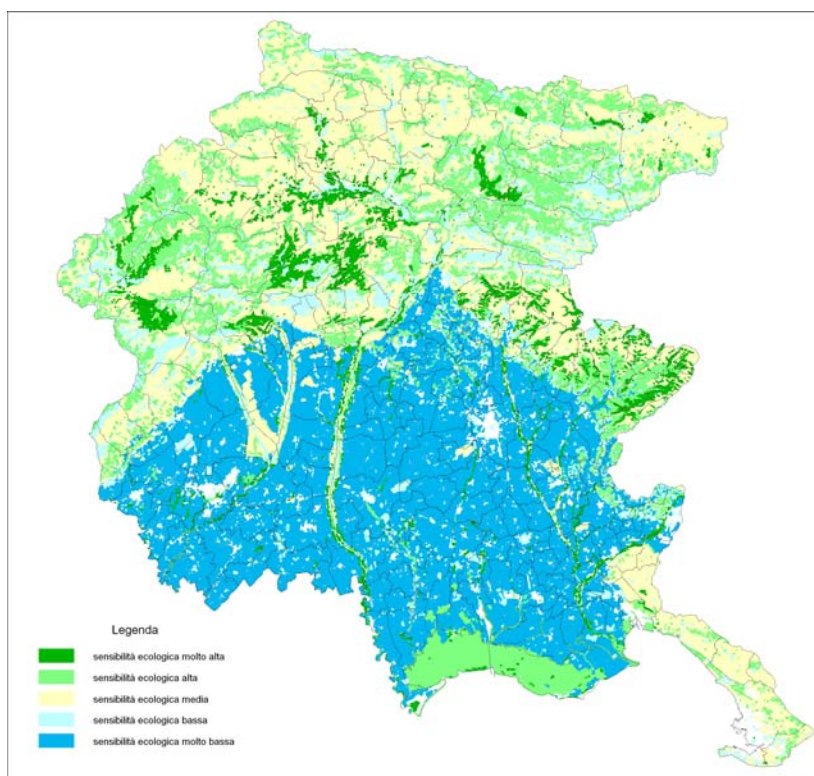 Legenda
sensibilità ecologica molto alta
sensibilità ecologica alta
sensibilità ecologica media
sensibilità ecologica bassa
sensibilità ecologica molto bassa